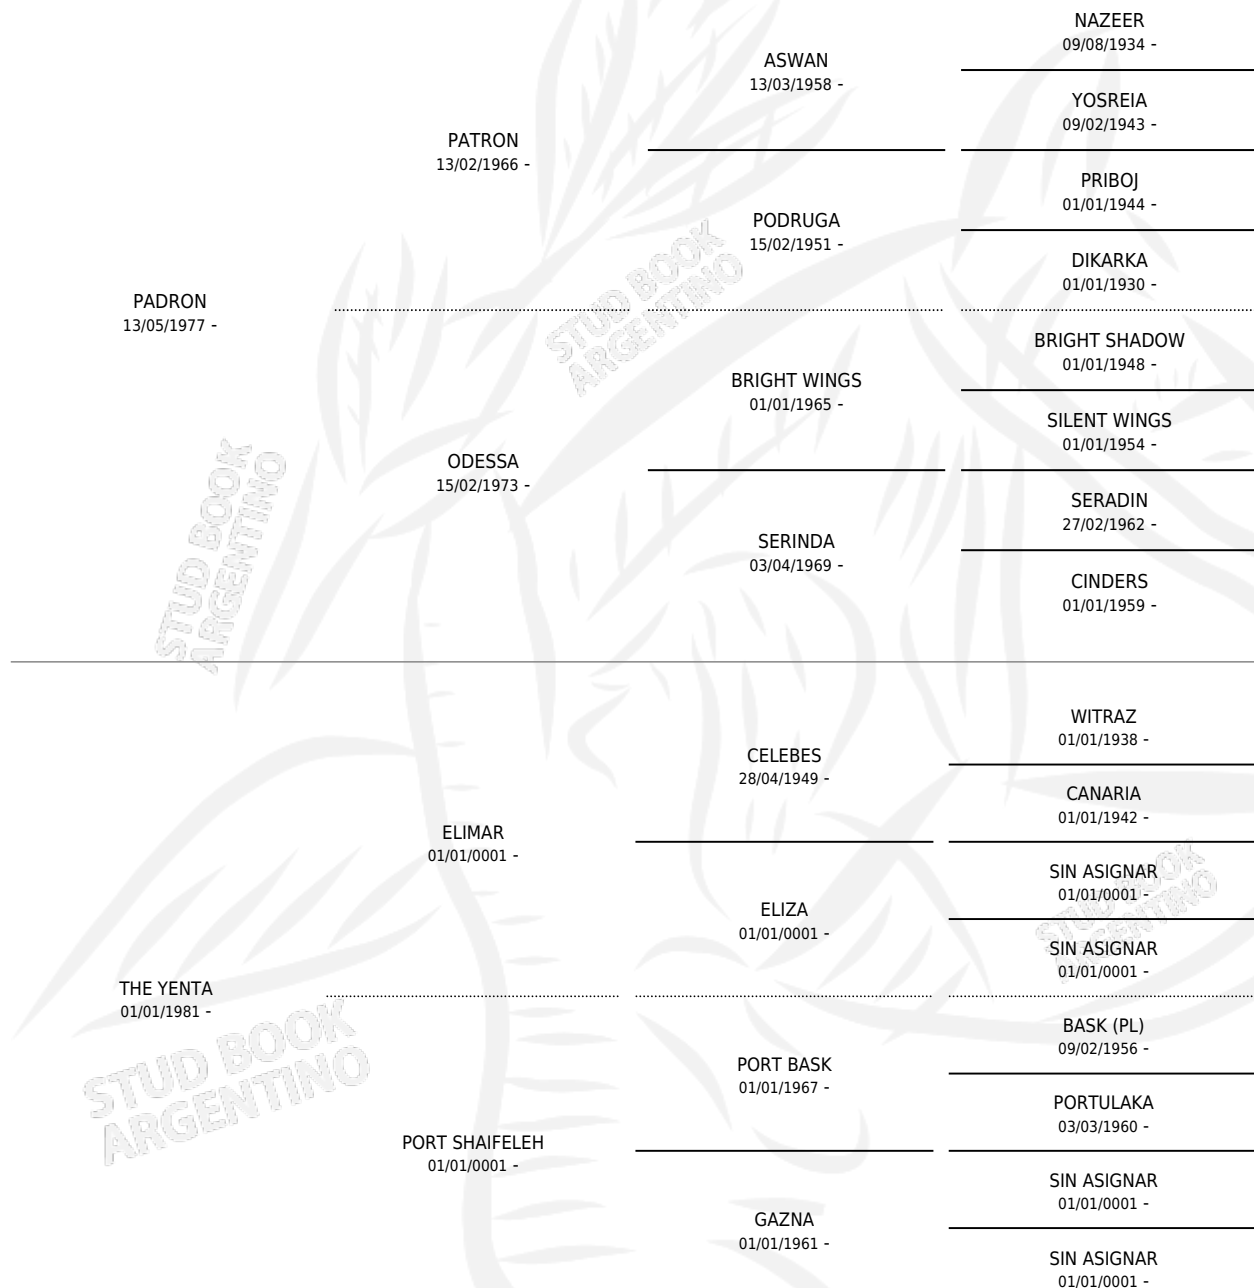 NAZEER
09/08/1934 -
ASWAN
13/03/1958 -
YOSREIA
09/02/1943 -
PATRON
13/02/1966 -
PRIBOJ
01/01/1944 -
PODRUGA
15/02/1951 -
DIKARKA
01/01/1930 -
PADRON
13/05/1977 -
STUD BOOK
ARGENTINO
BRIGHT SHADOW
01/01/1948 -
BRIGHT WINGS
01/01/1965 -
SILENT WINGS
01/01/1954 -
ODESSA
15/02/1973 -
STUD BOOK
ARGENTINO
SERADIN
27/02/1962 -
SERINDA
03/04/1969 -
CINDERS
01/01/1959 -
WITRAZ
01/01/1938 -
CELEBES
28/04/1949 -
CANARIA
01/01/1942 -
ELIMAR
01/01/0001 -
SIN ASIGNAR
01/01/0001 -
STUD BOOK
ARGENTINO
ELIZA
01/01/0001 -
SIN ASIGNAR
01/01/0001 -
THE YENTA
01/01/1981 -
STUD BOOK
ARGENTINO
BASK (PL)
09/02/1956 -
PORT BASK
01/01/1967 -
PORTULAKA
03/03/1960 -
PORT SHAIFELEH
01/01/0001 -
SIN ASIGNAR
01/01/0001 -
GAZNA
01/01/1961 -
SIN ASIGNAR
01/01/0001 -